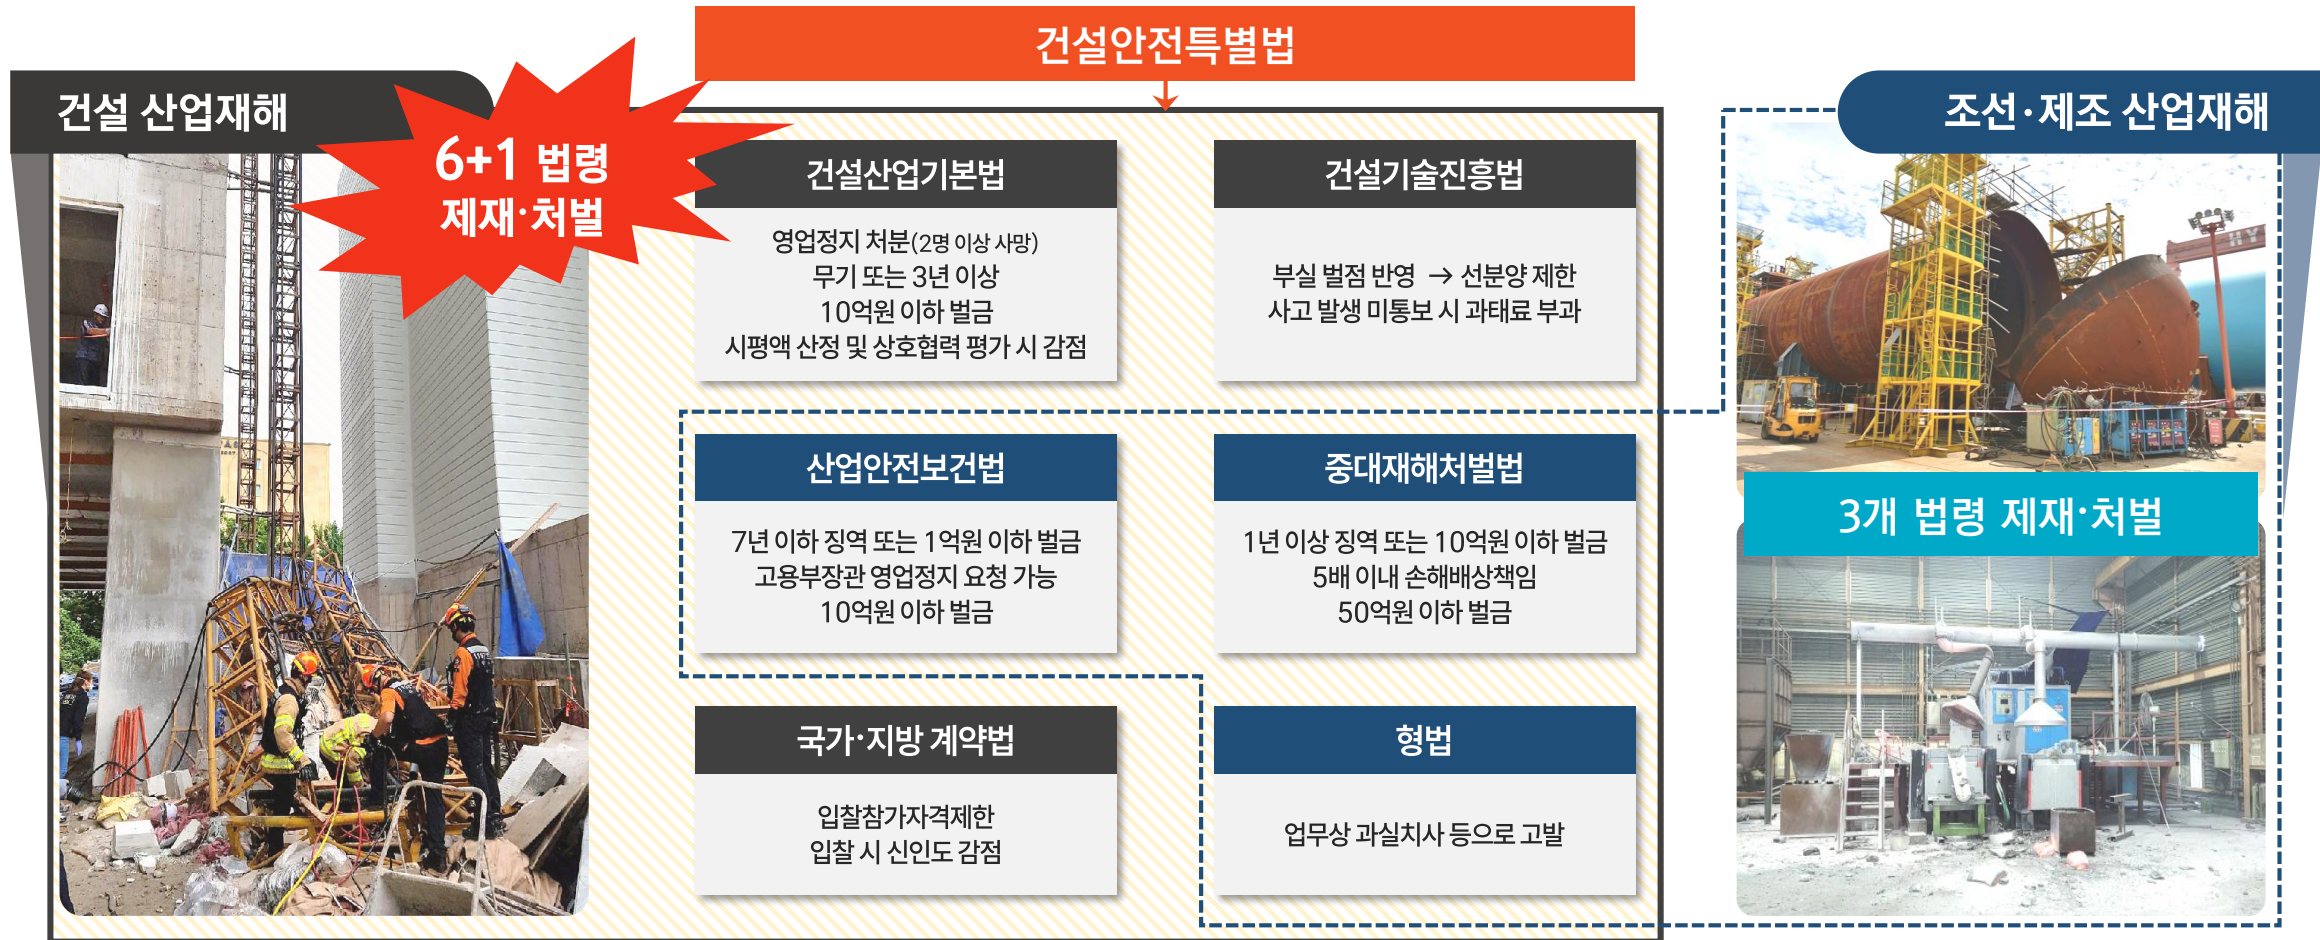 건설안전특별법
건설 산업재해
6+1 법령
제재·처벌
조선·제조 산업재해
건설산업기본법
영업정지 처분(2명 이상 사망)
무기 또는 3년 이상
10억원 이하 벌금
시평액 산정 및 상호협력 평가 시 감점
건설기술진흥법
부실 벌점 반영 → 선분양 제한
사고 발생 미통보 시 과태료 부과
산업안전보건법
7년 이하 징역 또는 1억원 이하 벌금
고용부장관 영업정지 요청 가능
10억원 이하 벌금
중대재해처벌법
1년 이상 징역 또는 10억원 이하 벌금
5배 이내 손해배상책임
50억원 이하 벌금
국가·지방 계약법
입찰참가자격제한
입찰 시 신인도 감점
형법
업무상 과실치사 등으로 고발
HY
3개 법령 제재·처벌